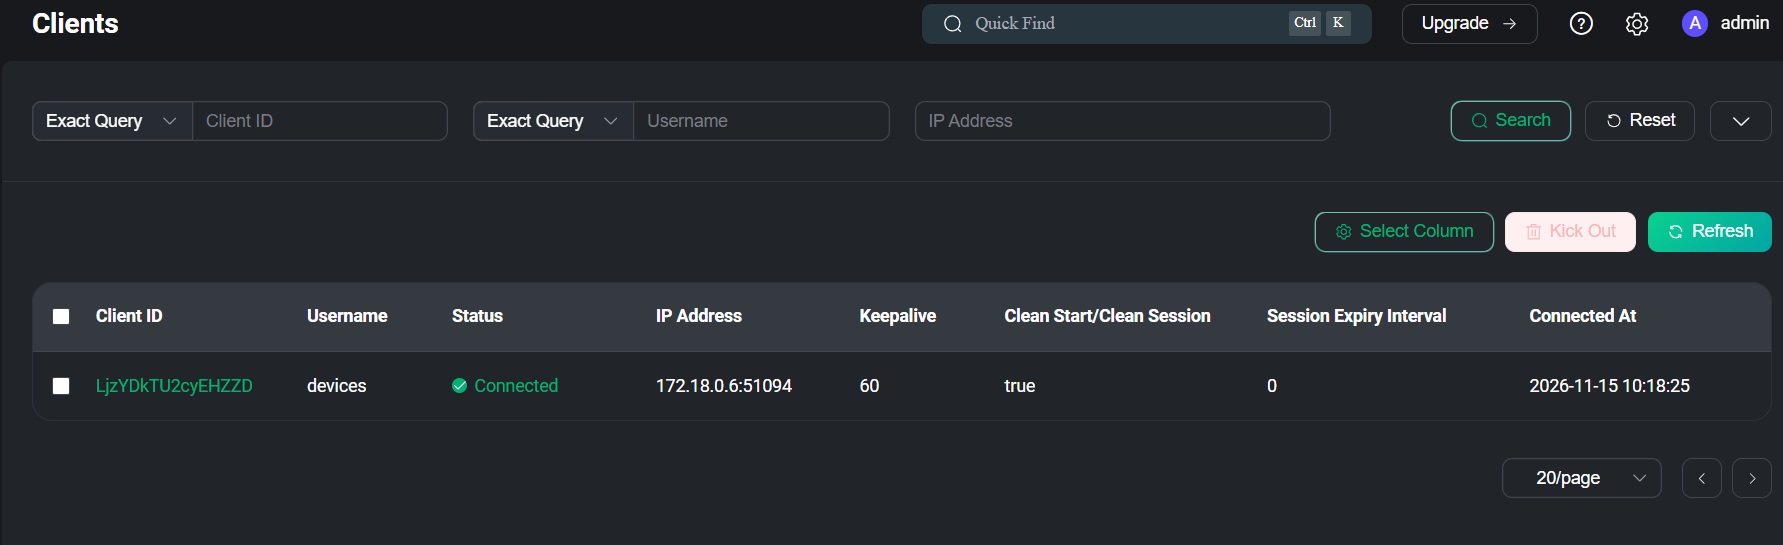 Clients
Quick Find Ctrl K
Upgrade →
A admin
Exact Query Client ID
Exact Query Username
IP Address
Search
Reset
Select Column
Kick Out
Refresh
Client ID Username Status IP Address Keepalive Clean Start/Clean Session Session Expiry Interval Connected At
LjzYDkTU2cyEHZZD devices Connected 172.18.0.6:51094 60 true 0 2026-11-15 10:18:25
20/page